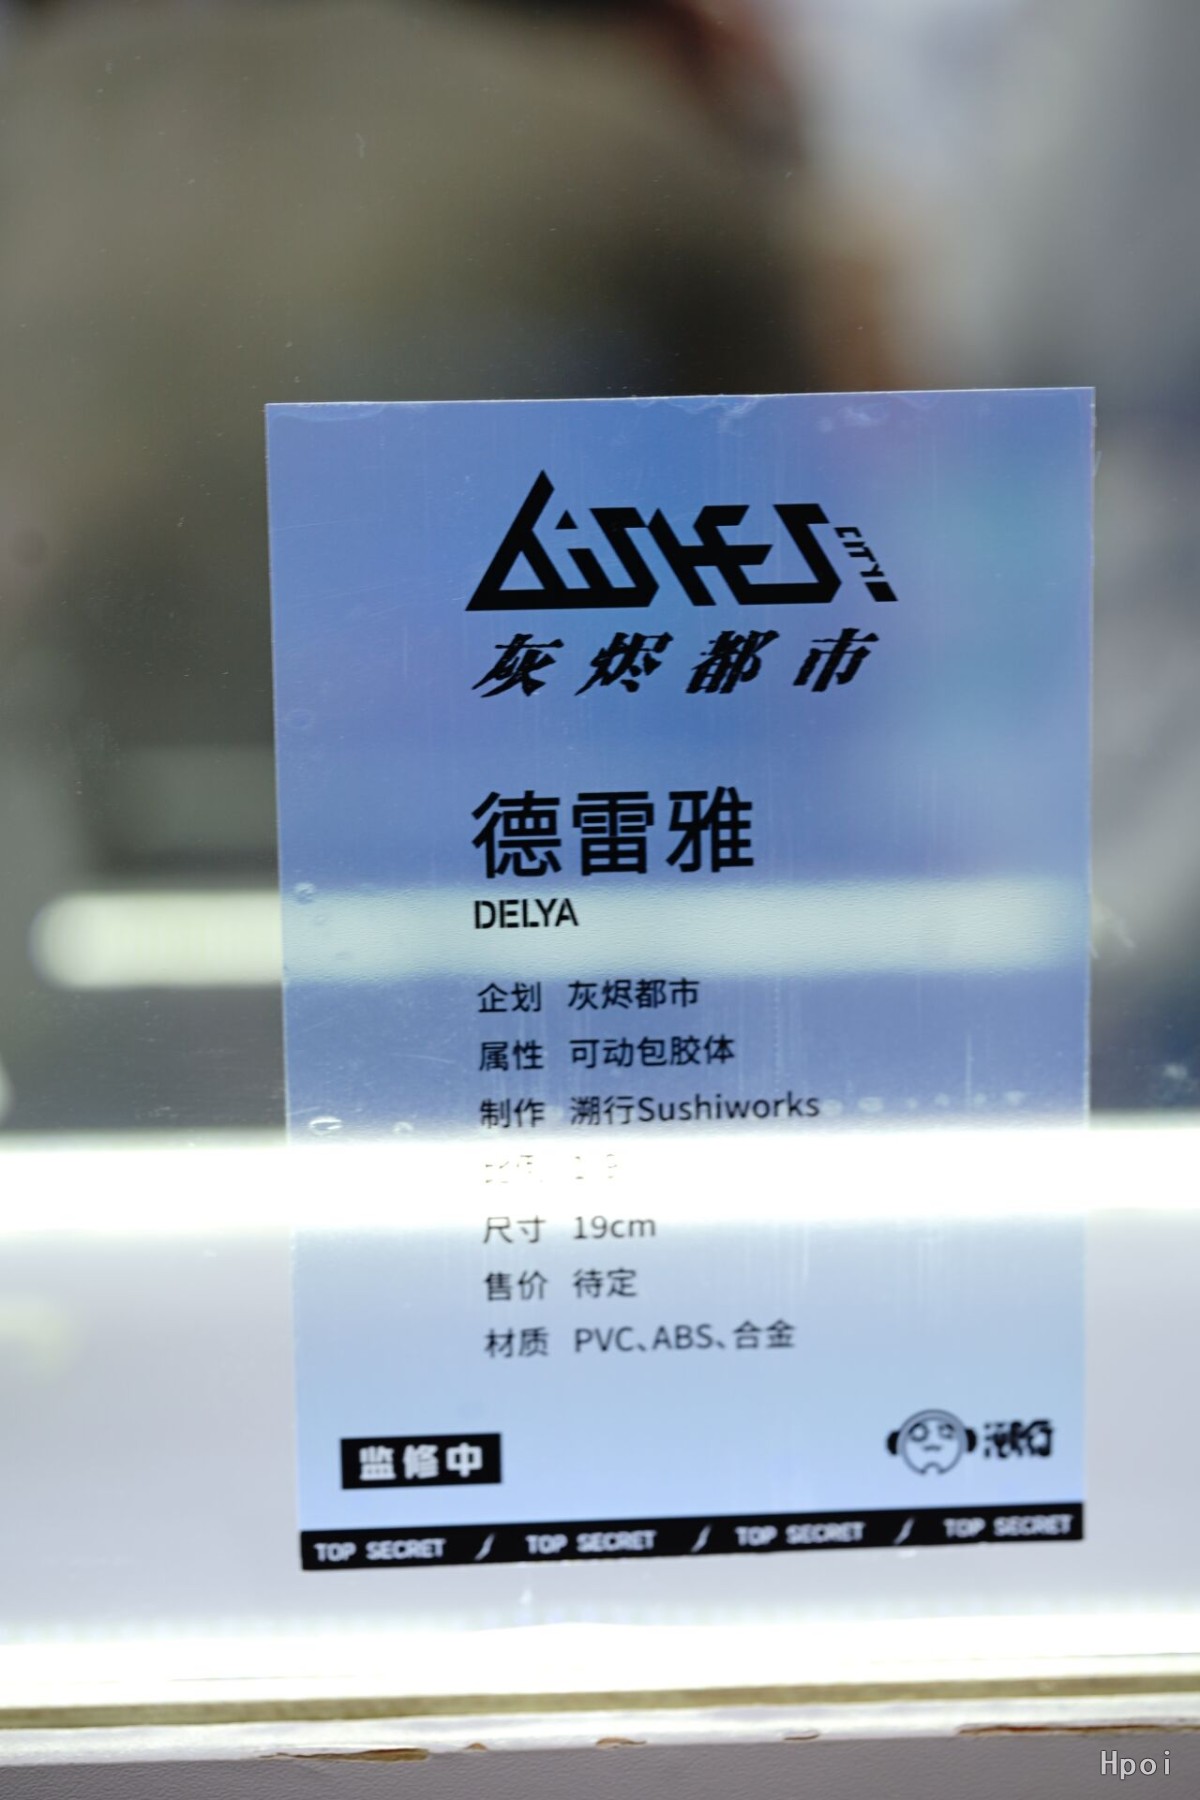 ASHES CITY
灰烬都市
德雷雅
DELYA
企划 灰烬都市
属性 可动包胶体
制作 溯行Sushiworks
尺寸 19cm
售价 待定
材质 PVC、ABS、合金
监修中
溯行
TOP SECRET / TOP SECRET / TOP SECRET / TOP SECRET
Hpoi